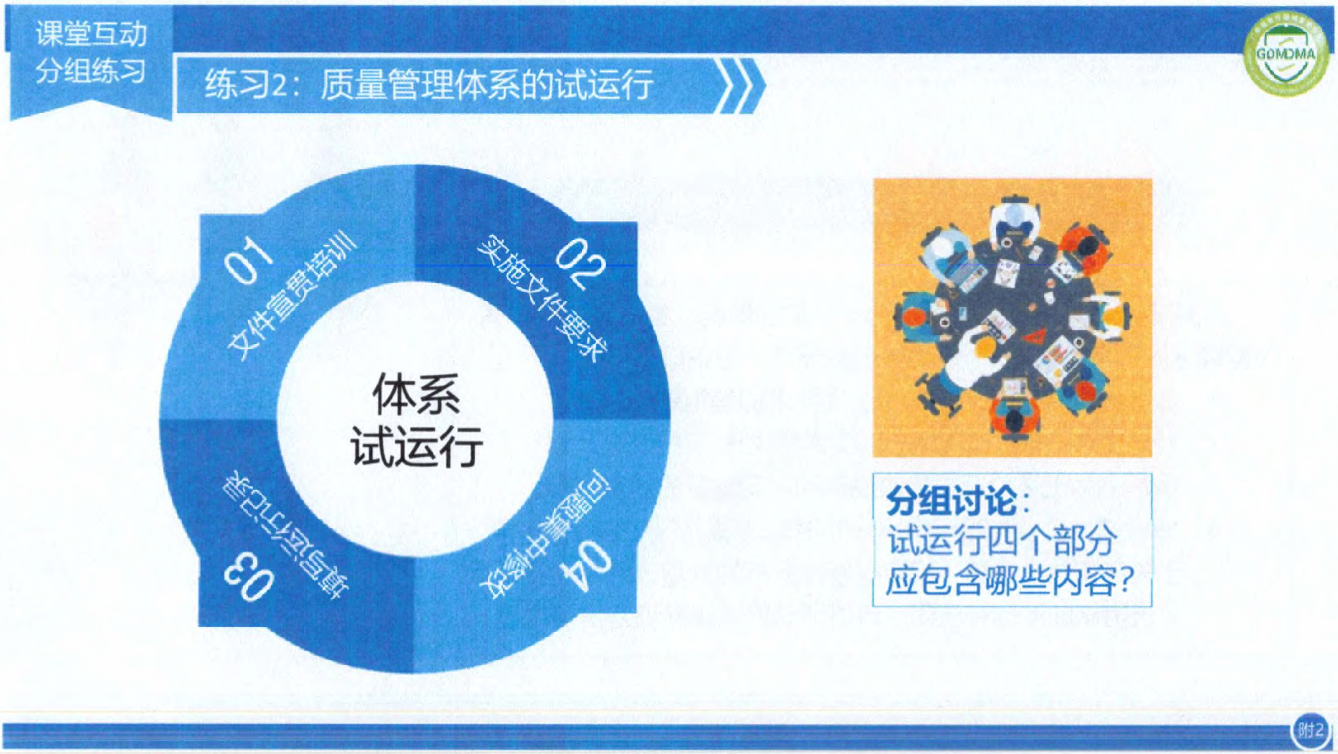 课堂互动
分组练习
练习2：质量管理体系的试运行
GDMDMA
01
文件宣贯培训
02
实施文件要求
体系
试运行
03
填写运行记录
04
问题集中修改
分组讨论：
试运行四个部分
应包含哪些内容？
附2